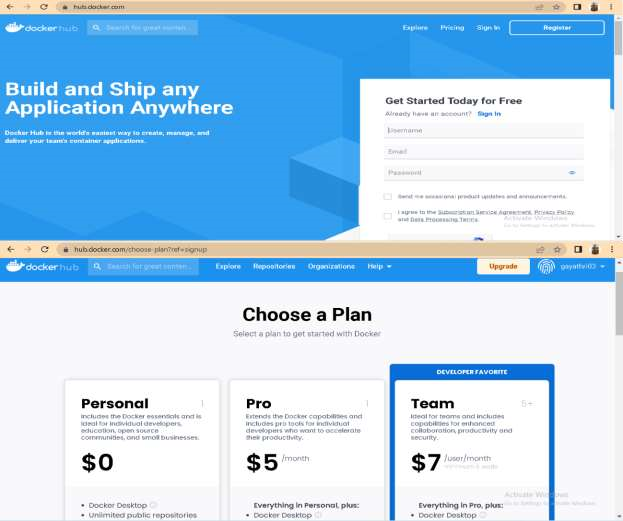 hub.docker.com
docker hub
Search for great conten...
Explore
Pricing
Sign In
Register
Build and Ship any
Application Anywhere
Docker Hub is the world's easiest way to create, manage, and
deliver your team's container applications.
Get Started Today for Free
Already have an account? Sign In
Username
Email
Password
Send me occasional product updates and announcements.
I agree to the Subscription Service Agreement, Privacy Policy
and Data Processing Terms.
Activate Windows
Go to Settings to activate Windows.
hub.docker.com/choose-plan?ref=signup
docker hub
Search for great conten...
Explore
Repositories
Organizations
Help
Upgrade
Choose a Plan
Select a plan to get started with Docker
DEVELOPER FAVORITE
Personal
1
Includes the Docker essentials and is
ideal for individual developers,
education, open source
communities, and small businesses.
$0
Docker Desktop
Unlimited public repositories
Pro
1
Extends the Docker capabilities and
includes pro tools for individual
developers who want to accelerate
their productivity.
$5 /month
Everything in Personal, plus:
Docker Desktop
Team
5+
Ideal for teams and includes
capabilities for enhanced
collaboration, productivity and
security.
$7 /user/month
minimum 5 seats
Everything in Pro, plus:
Docker Desktop
Activate Windows
Go to Settings to activate Windows.